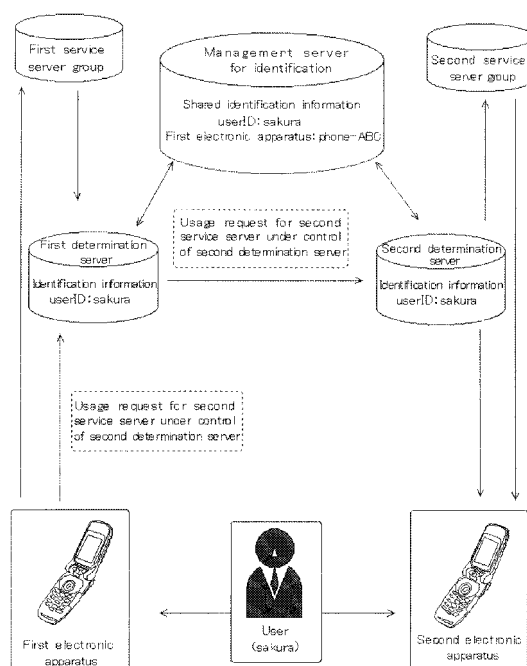 First service
server group
Management server
for identification
Second service
server group
Shared identification information
userID:sakura
First electronic apparatus:phone-ABC
Usage request for second
service server under control
of second determination server
First determination
server
Identification information
userID:sakura
Second determination
server
Identification information
userID:sakura
Usage request for second
service server under control
of second determination server
First electronic
apparatus
User
(sakura)
Second electronic
apparatus